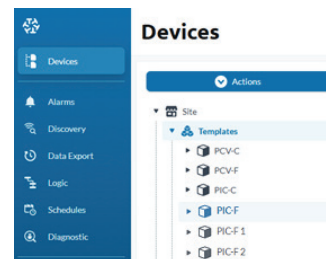 Devices
Devices
Actions
Alarms
Site
Discovery
Templates
Data Export
PCV-C
PCV-F
Logic
PIC-C
Schedules
PIC-F
Diagnostic
PIC-F 1
PIC-F 2